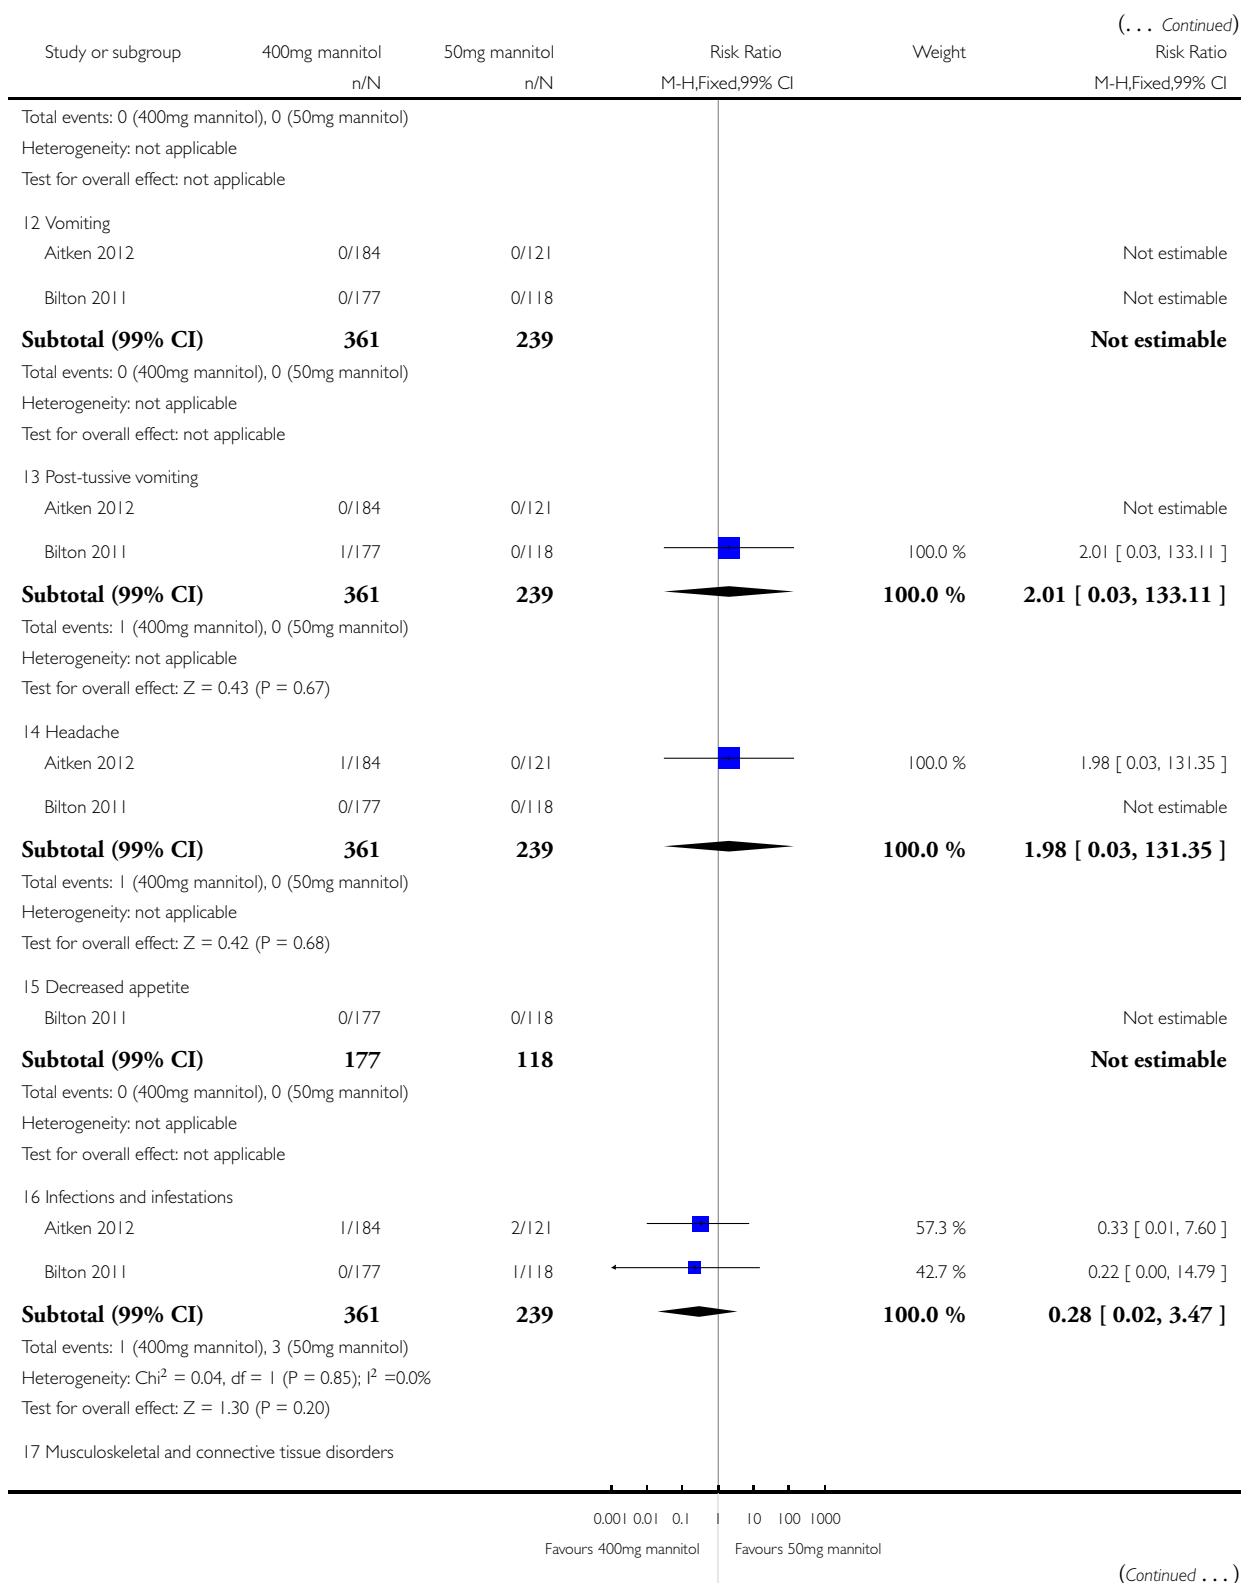 (... Continued)
Study or subgroup 400mg mannitol 50mg mannitol Risk Ratio Weight Risk Ratio
n/N n/N M-H,Fixed,99% CI M-H,Fixed,99% CI
Total events: 0 (400mg mannitol), 0 (50mg mannitol)
Heterogeneity: not applicable
Test for overall effect: not applicable
12 Vomiting
Aitken 2012 0/184 0/121 Not estimable
Bilton 2011 0/177 0/118 Not estimable
Subtotal (99% CI) 361 239 Not estimable
Total events: 0 (400mg mannitol), 0 (50mg mannitol)
Heterogeneity: not applicable
Test for overall effect: not applicable
13 Post-tussive vomiting
Aitken 2012 0/184 0/121 Not estimable
Bilton 2011 1/177 0/118 100.0 % 2.01 [ 0.03, 133.11 ]
Subtotal (99% CI) 361 239 100.0 % 2.01 [ 0.03, 133.11 ]
Total events: 1 (400mg mannitol), 0 (50mg mannitol)
Heterogeneity: not applicable
Test for overall effect: Z = 0.43 (P = 0.67)
14 Headache
Aitken 2012 1/184 0/121 100.0 % 1.98 [ 0.03, 131.35 ]
Bilton 2011 0/177 0/118 Not estimable
Subtotal (99% CI) 361 239 100.0 % 1.98 [ 0.03, 131.35 ]
Total events: 1 (400mg mannitol), 0 (50mg mannitol)
Heterogeneity: not applicable
Test for overall effect: Z = 0.42 (P = 0.68)
15 Decreased appetite
Bilton 2011 0/177 0/118 Not estimable
Subtotal (99% CI) 177 118 Not estimable
Total events: 0 (400mg mannitol), 0 (50mg mannitol)
Heterogeneity: not applicable
Test for overall effect: not applicable
16 Infections and infestations
Aitken 2012 1/184 2/121 57.3 % 0.33 [ 0.01, 7.60 ]
Bilton 2011 0/177 1/118 42.7 % 0.22 [ 0.00, 14.79 ]
Subtotal (99% CI) 361 239 100.0 % 0.28 [ 0.02, 3.47 ]
Total events: 1 (400mg mannitol), 3 (50mg mannitol)
Heterogeneity: Chi² = 0.04, df = 1 (P = 0.85); I² =0.0%
Test for overall effect: Z = 1.30 (P = 0.20)
17 Musculoskeletal and connective tissue disorders
0.001 0.01 0.1 1 10 100 1000
Favours 400mg mannitol Favours 50mg mannitol
(Continued ...)